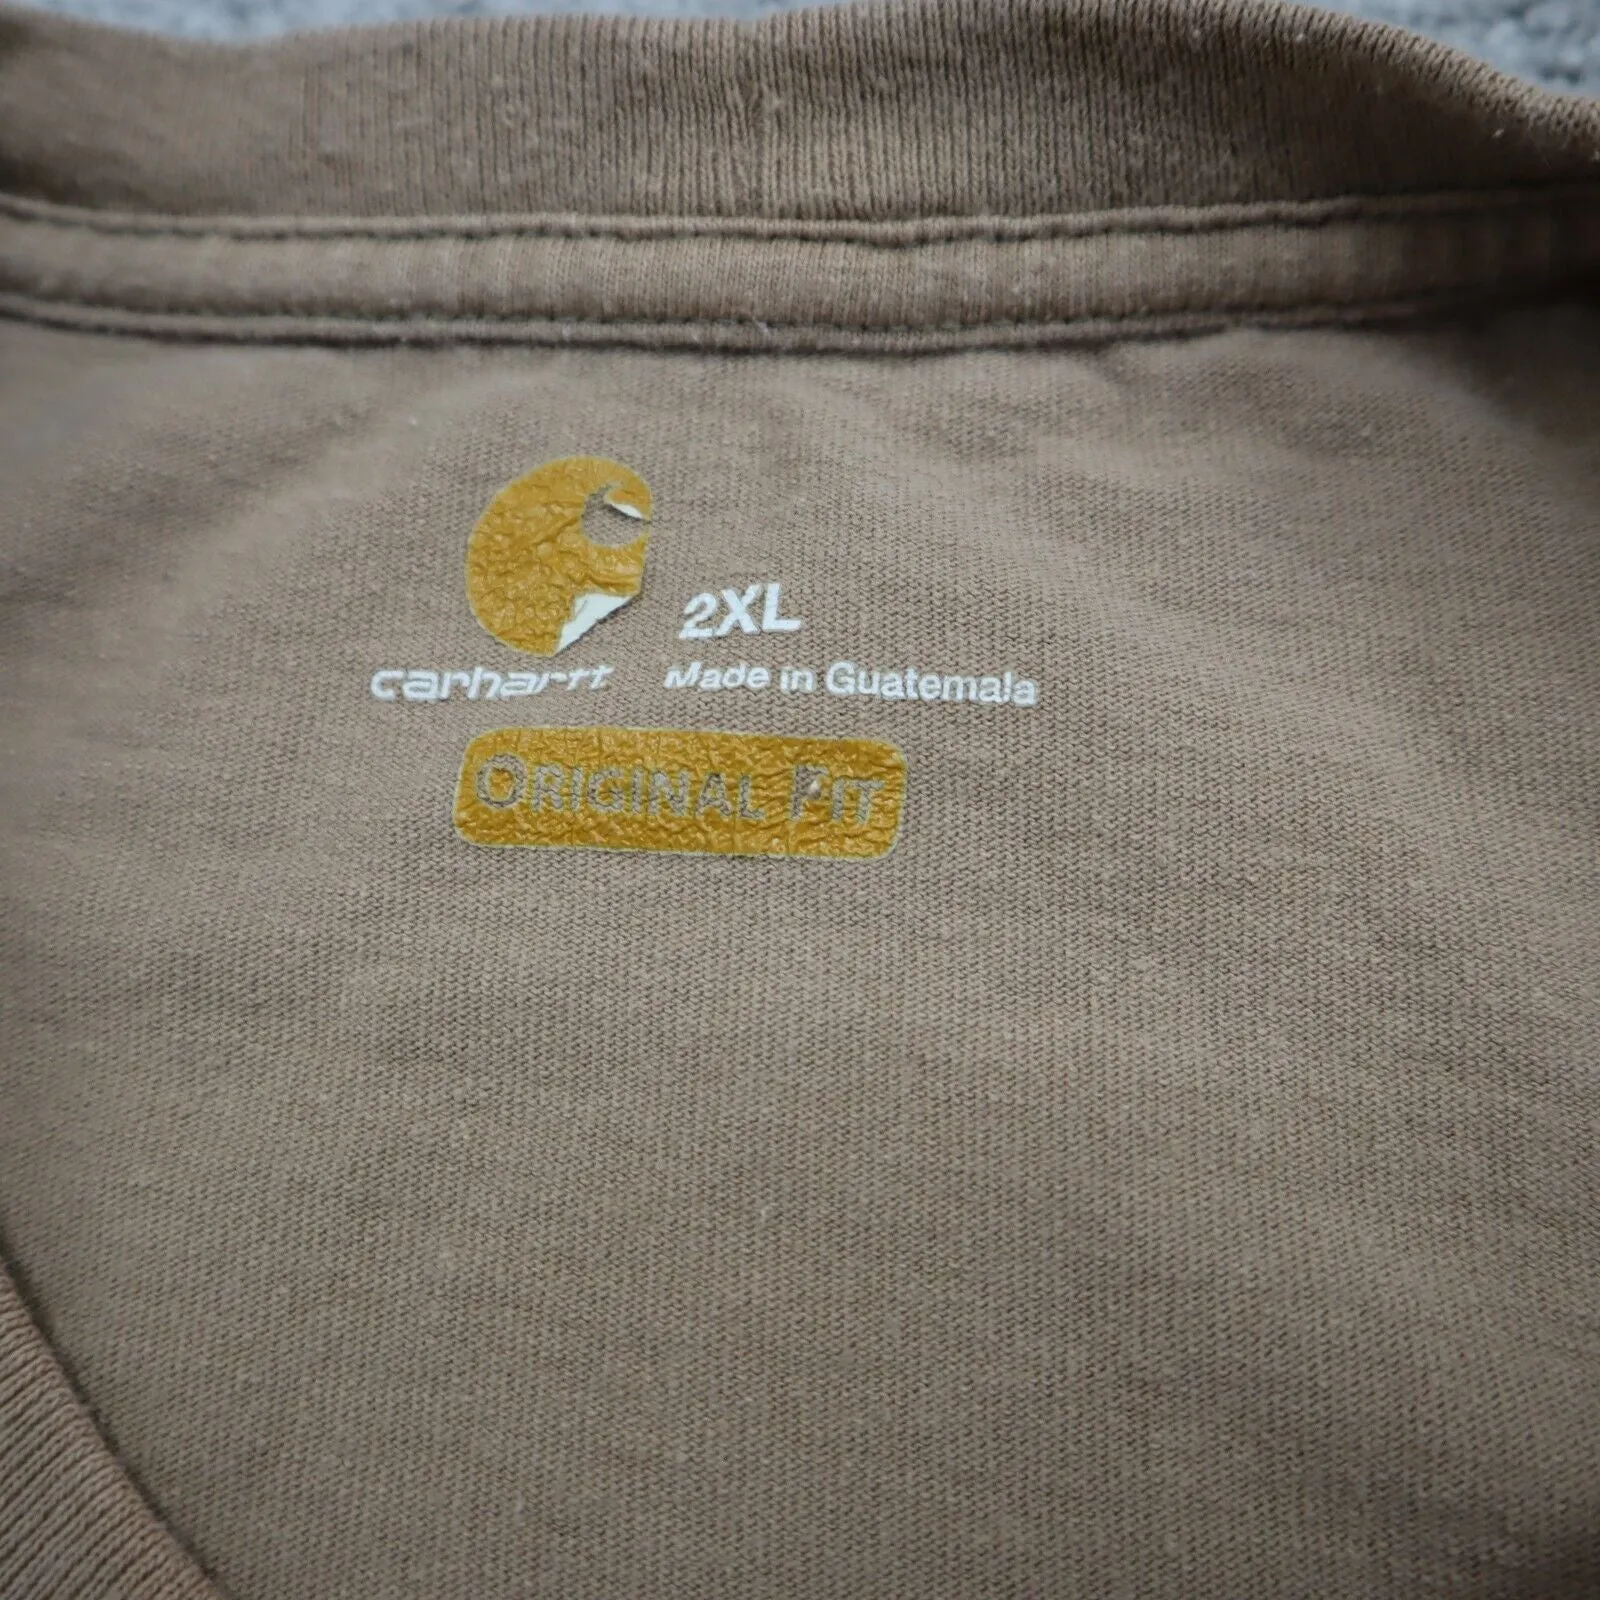 2XL
carhartt
Made in Guatemala
ORIGINAL FIT